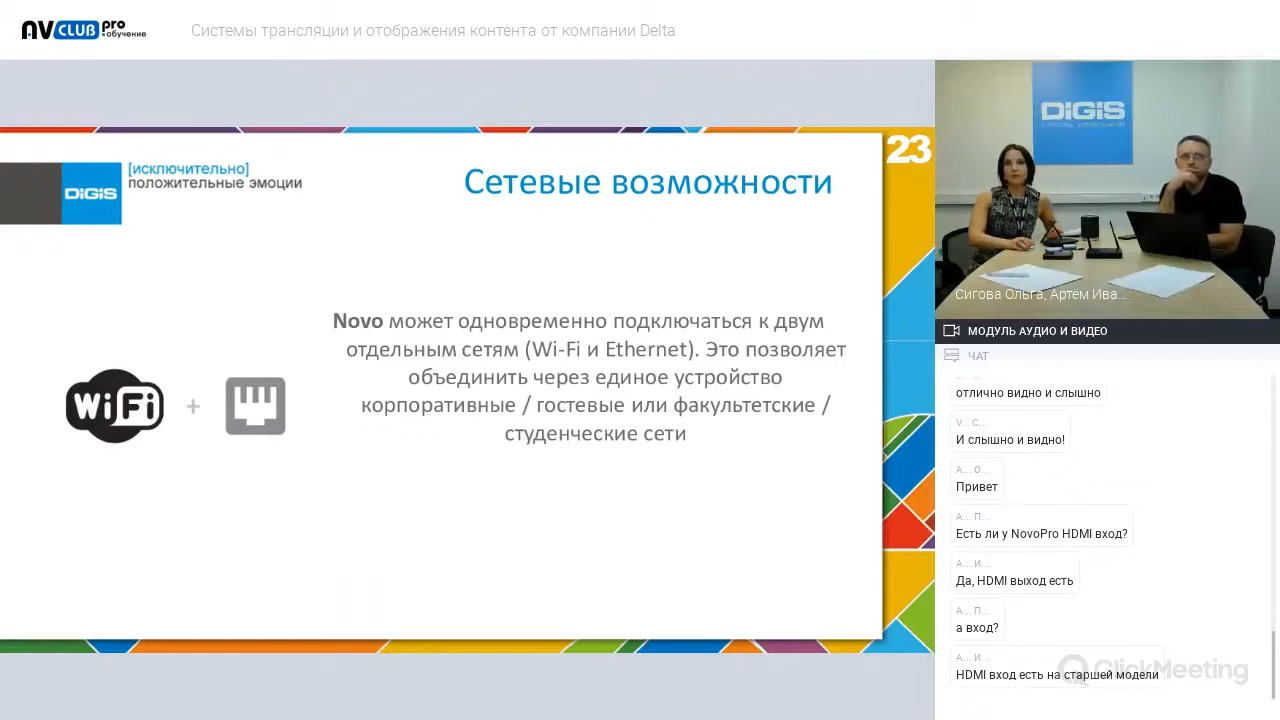 AV CLUB pro
•обучение
Системы трансляции и отображения контента от компании Delta
23
DiGiS
[исключительно]
положительные эмоции
Сетевые возможности
Novo может одновременно подключаться к двум
отдельным сетям (Wi-Fi и Ethernet). Это позволяет
объединить через единое устройство
корпоративные / гостевые или факультетские /
студенческие сети
WiFi
+
DiGiS
Сигова Ольга, Артём Ива...
МОДУЛЬ АУДИО И ВИДЕО
ЧАТ
отлично видно и слышно
V... C...
И слышно и видно!
А... О...
Привет
А... П...
Есть ли у NovoPro HDMI вход?
А... И...
Да, HDMI выход есть
А... П...
а вход?
А... И...
HDMI вход есть на старшей модели
ClickMeeting